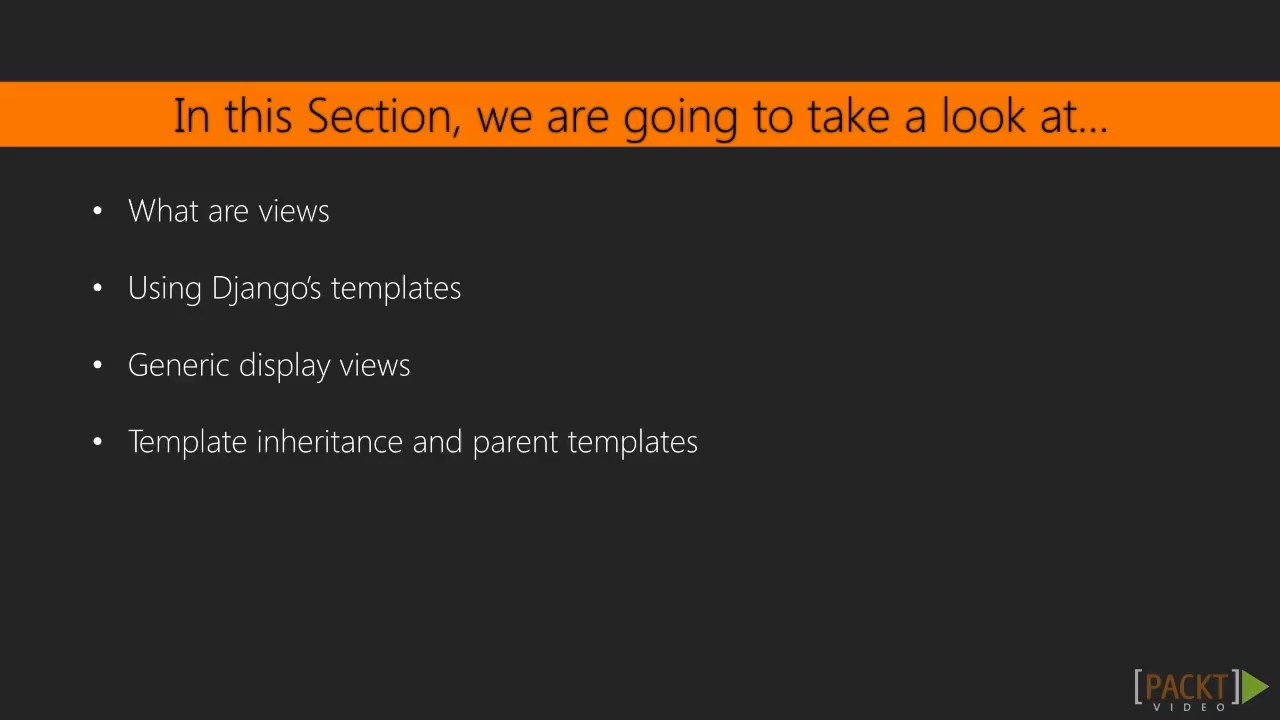 In this Section, we are going to take a look at...
• What are views
• Using Django's templates
• Generic display views
• Template inheritance and parent templates
[PACKT]
VIDEO